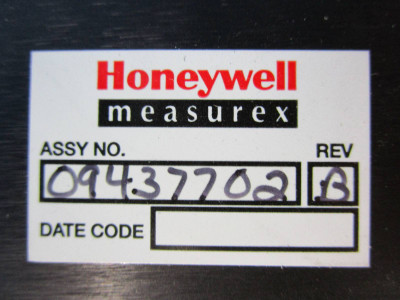 Honeywell
measurex
ASSY NO. REV
09437702 B
DATE CODE